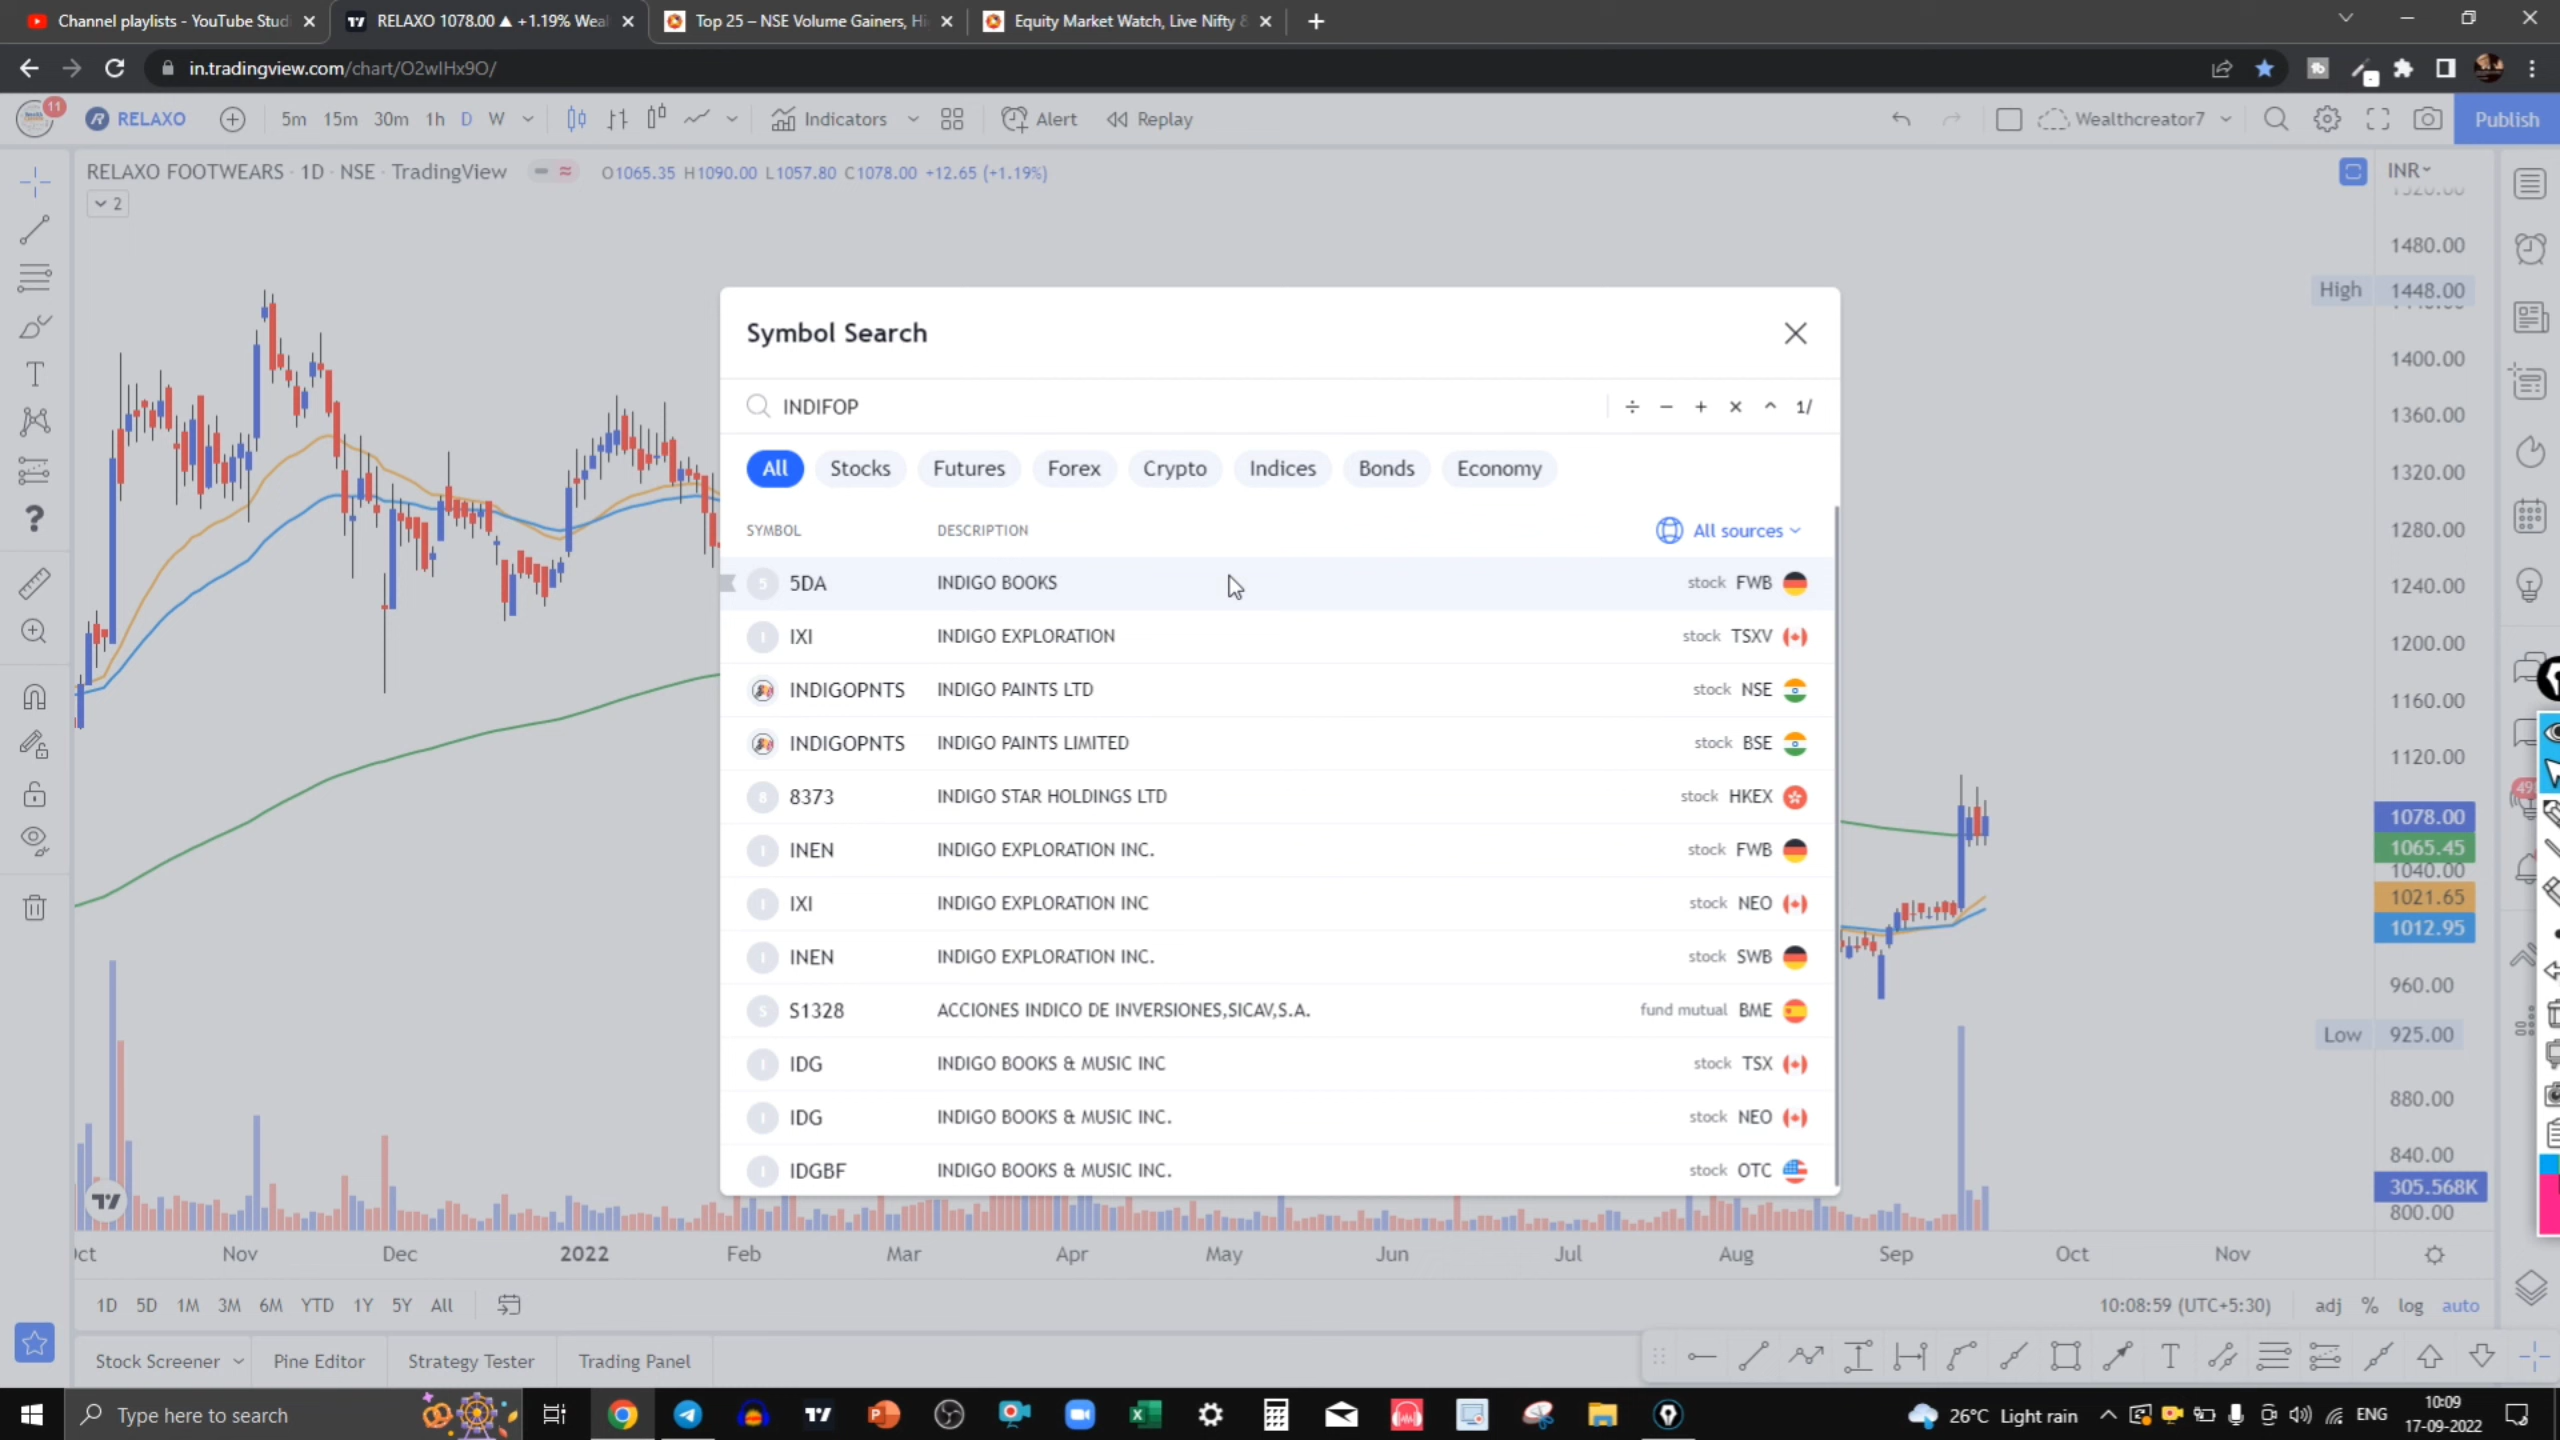 Channel playlists - YouTube Studi
RELAXO 1078.00 ▲ +1.19% Weal
Top 25 – NSE Volume Gainers, Hi
Equity Market Watch, Live Nifty &
in.tradingview.com/chart/O2wIHx9O/
11
RELAXO
5m 15m 30m 1h D W
Indicators
Alert
Replay
Wealthcreator7
Publish
RELAXO FOOTWEARS · 1D · NSE · TradingView
O1065.35 H1090.00 L1057.80 C1078.00 +12.65 (+1.19%)
INR
2
1480.00
High 1448.00
1400.00
1360.00
1320.00
1280.00
1240.00
1200.00
1160.00
1120.00
1078.00
1065.45
1040.00
1021.65
1012.95
960.00
Low 925.00
880.00
840.00
305.568K
800.00
Symbol Search
INDIFOP
÷ − + × ^ 1/
All Stocks Futures Forex Crypto Indices Bonds Economy
SYMBOL DESCRIPTION All sources
5 5DA INDIGO BOOKS stock FWB
I IXI INDIGO EXPLORATION stock TSXV
INDIGOPNTS INDIGO PAINTS LTD stock NSE
INDIGOPNTS INDIGO PAINTS LIMITED stock BSE
8 8373 INDIGO STAR HOLDINGS LTD stock HKEX
I INEN INDIGO EXPLORATION INC. stock FWB
I IXI INDIGO EXPLORATION INC stock NEO
I INEN INDIGO EXPLORATION INC. stock SWB
S S1328 ACCIONES INDICO DE INVERSIONES,SICAV,S.A. fund mutual BME
I IDG INDIGO BOOKS & MUSIC INC stock TSX
I IDG INDIGO BOOKS & MUSIC INC. stock NEO
I IDGBF INDIGO BOOKS & MUSIC INC. stock OTC
Nov Dec 2022 Feb Mar Apr May Jun Jul Aug Sep Oct Nov
1D 5D 1M 3M 6M YTD 1Y 5Y All
10:08:59 (UTC+5:30) adj % log auto
Stock Screener Pine Editor Strategy Tester Trading Panel
Type here to search
26°C Light rain
ENG
10:09
17-09-2022